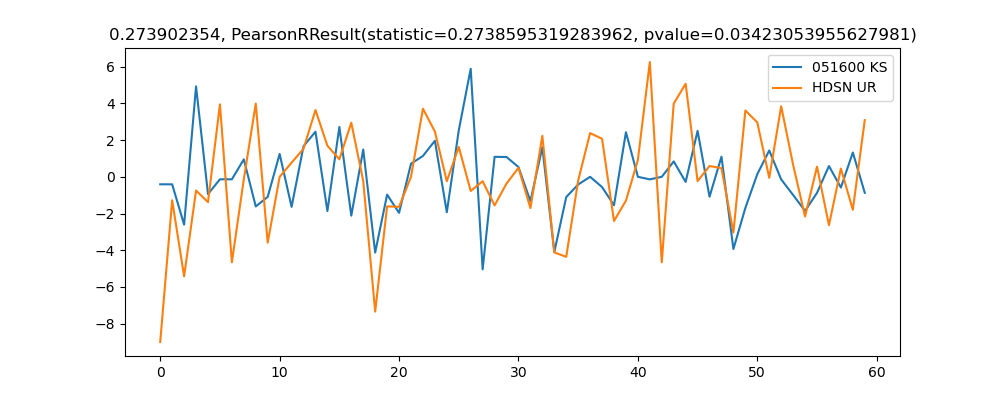 0.273902354, PearsonRResult(statistic=0.2738595319283962, pvalue=0.03423053955627981)
051600 KS
HDSN UR
6
4
2
0
−2
−4
−6
−8
0 10 20 30 40 50 60